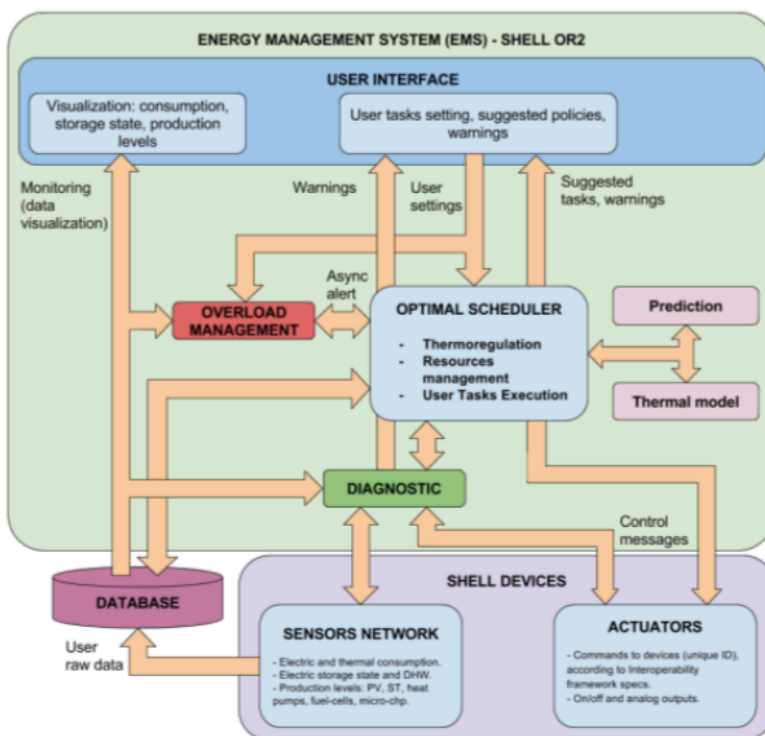 ENERGY MANAGEMENT SYSTEM (EMS) - SHELL OR2
USER INTERFACE
Visualization: consumption,
storage state, production
levels
User tasks setting, suggested policies,
warnings
Monitoring
(data
visualization)
Warnings
User
settings
Suggested
tasks, warnings
Async
alert
OVERLOAD
MANAGEMENT
OPTIMAL SCHEDULER
- Thermoregulation
- Resources
management
- User Tasks Execution
Prediction
Thermal model
DIAGNOSTIC
Control
messages
DATABASE
User
raw data
SHELL DEVICES
SENSORS NETWORK
- Electric and thermal consumption.
- Electric storage state and DHW.
- Production levels: PV, ST, heat
pumps, fuel-cells, micro-chp.
ACTUATORS
- Commands to devices (unique ID),
according to Interoperability
framework specs.
- On/off and analog outputs.